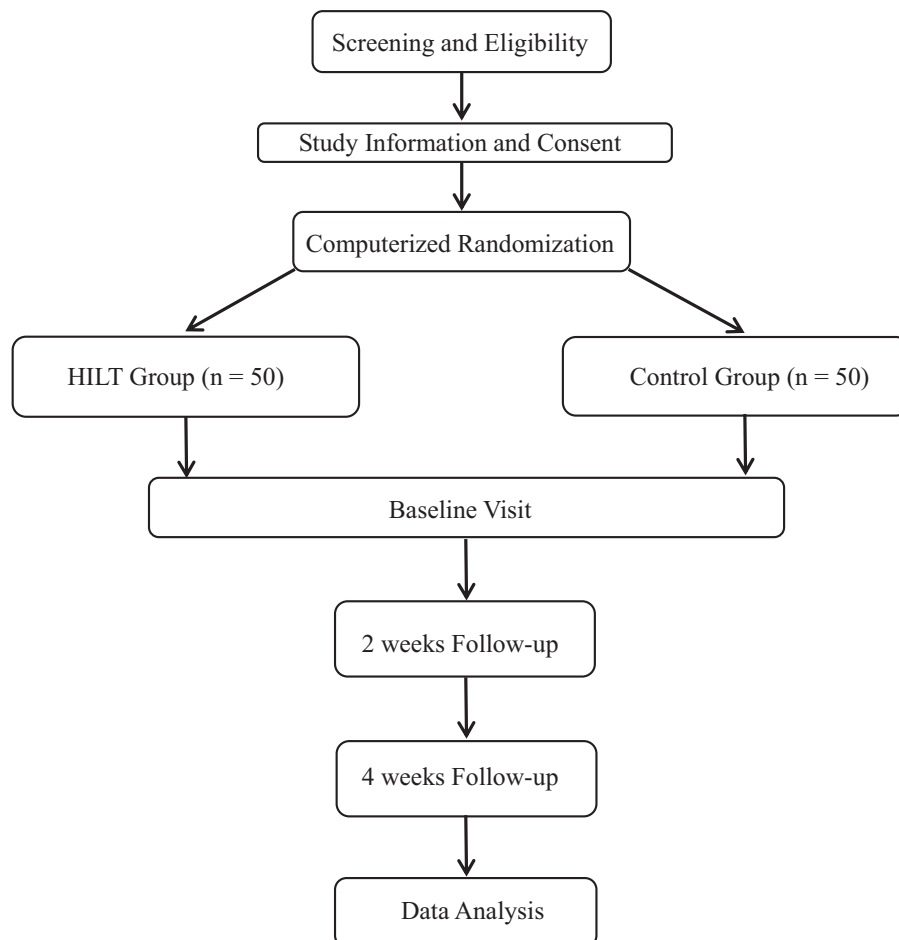 Screening and Eligibility
Study Information and Consent
Computerized Randomization
HILT Group (n = 50)
Control Group (n = 50)
Baseline Visit
2 weeks Follow-up
4 weeks Follow-up
Data Analysis